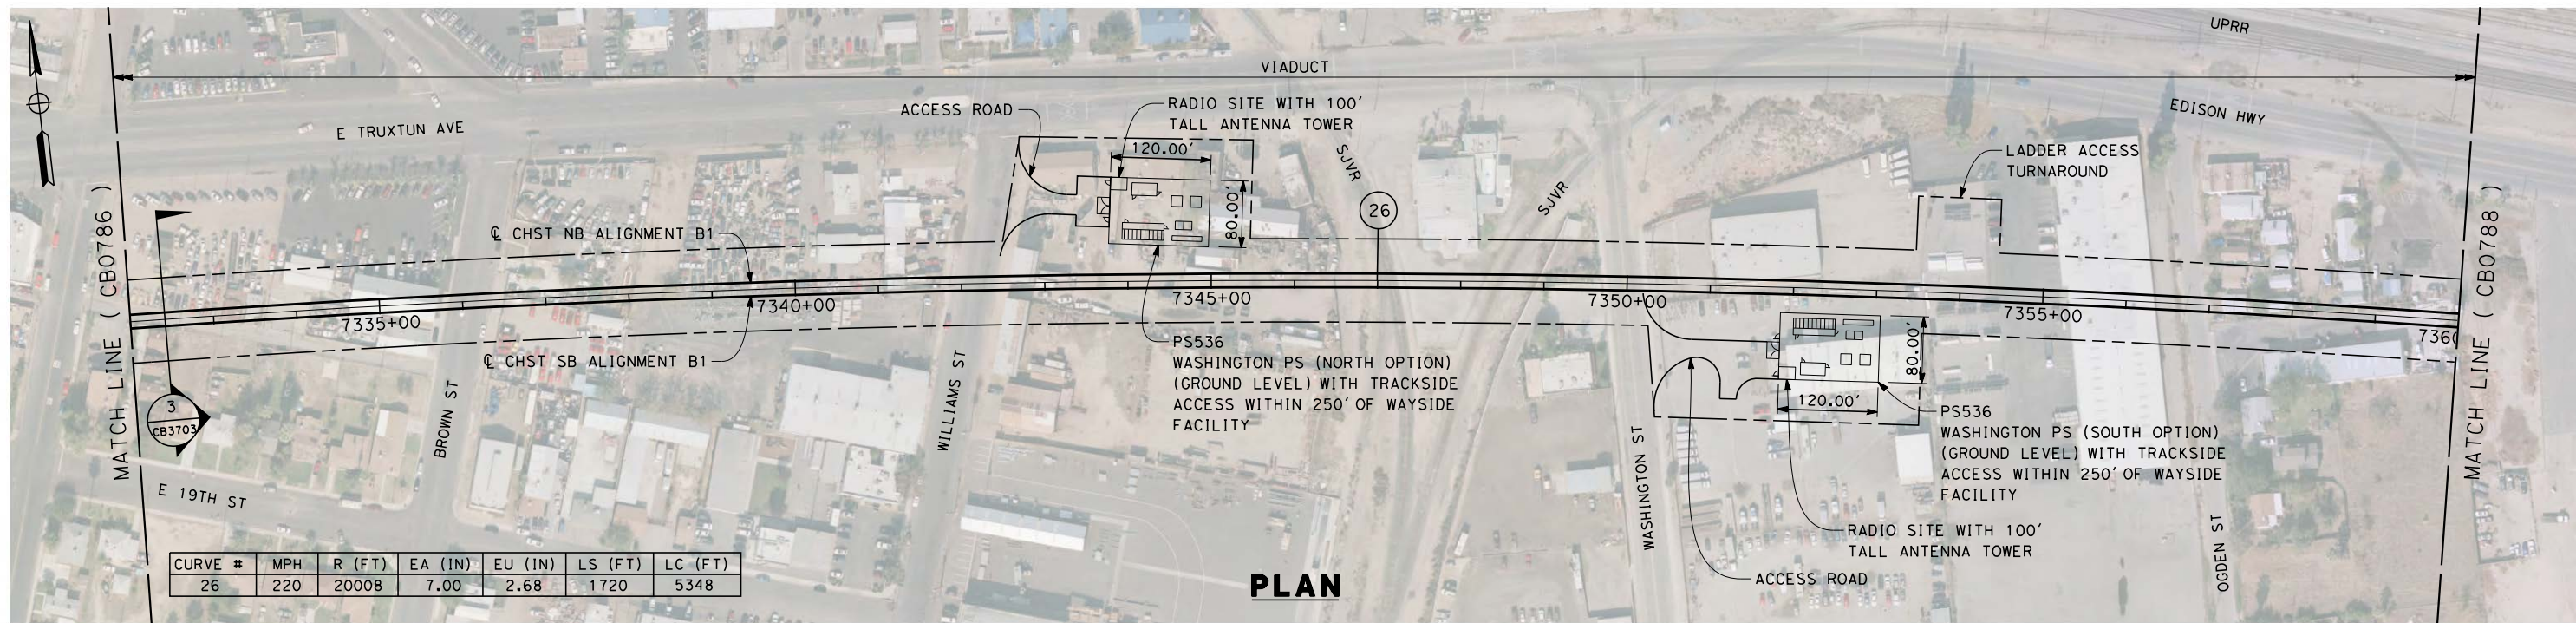 UPRR
VIADUCT
ACCESS ROAD
RADIO SITE WITH 100'
TALL ANTENNA TOWER
E TRUXTUN AVE
EDISON HWY
120.00'
80.00'
SJVR
SJVR
26
LADDER ACCESS
TURNAROUND
MATCH LINE ( CB0786 )
MATCH LINE ( CB0788 )
℄ CHST NB ALIGNMENT B1
7335+00
7340+00
7345+00
7350+00
7355+00
℄ CHST SB ALIGNMENT B1
PS536
WASHINGTON PS (NORTH OPTION)
(GROUND LEVEL) WITH TRACKSIDE
ACCESS WITHIN 250' OF WAYSIDE
FACILITY
80.00'
120.00'
PS536
WASHINGTON PS (SOUTH OPTION)
(GROUND LEVEL) WITH TRACKSIDE
ACCESS WITHIN 250' OF WAYSIDE
FACILITY
3
CB3703
BROWN ST
WILLIAMS ST
WASHINGTON ST
OGDEN ST
E 19TH ST
RADIO SITE WITH 100'
TALL ANTENNA TOWER
ACCESS ROAD
CURVE # MPH R (FT) EA (IN) EU (IN) LS (FT) LC (FT)
26 220 20008 7.00 2.68 1720 5348
PLAN